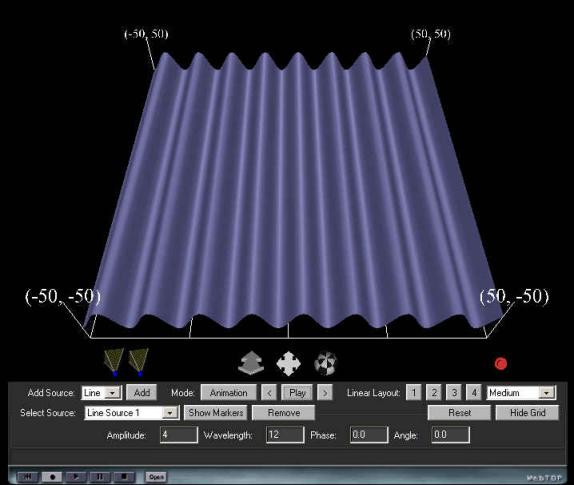 (-50, 50) (50, 50)
(-50, -50) (50, -50)
Add Source: Line Add Mode: Animation < Play > Linear Layout: 1 2 3 4 Medium
Select Source: Line Source 1 Show Markers Remove Reset Hide Grid
Amplitude: 4 Wavelength: 12 Phase: 0.0 Angle: 0.0
Open WebTOP